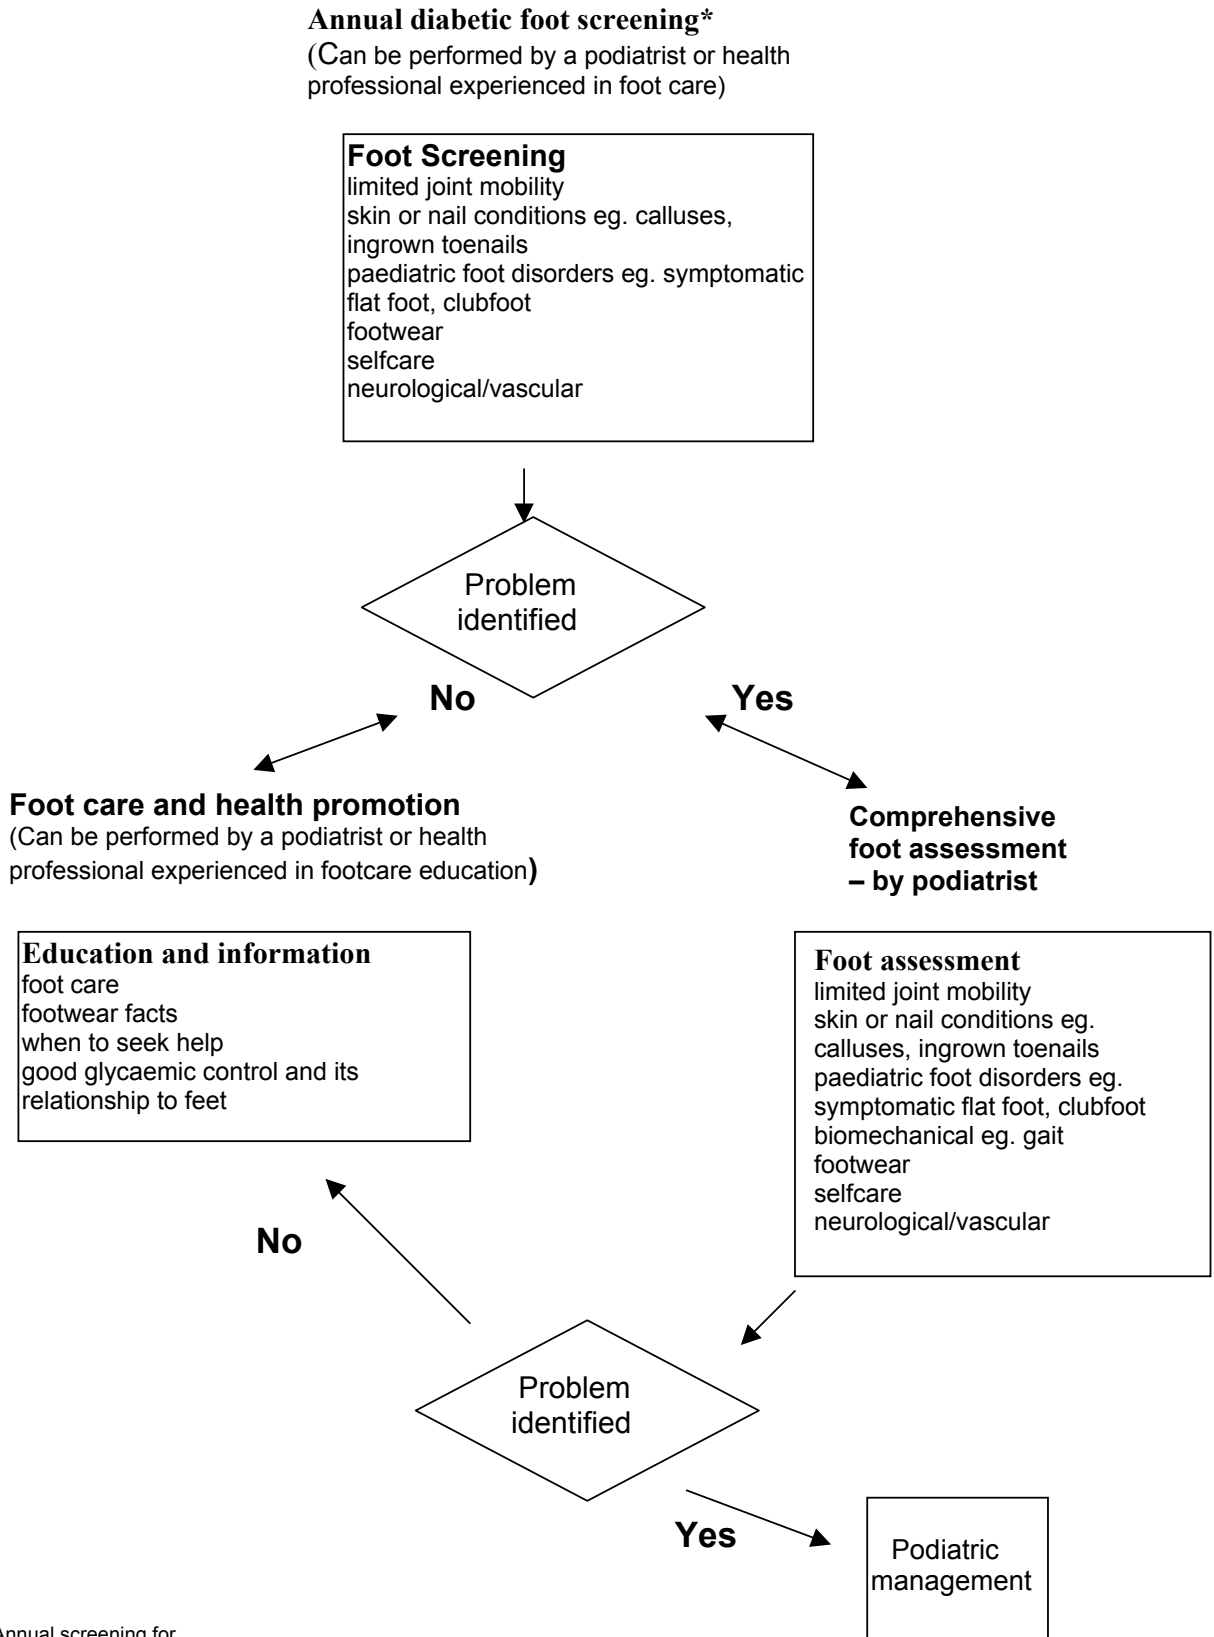 Annual diabetic foot screening*
(Can be performed by a podiatrist or health
professional experienced in foot care)
Foot Screening
limited joint mobility
skin or nail conditions eg. calluses,
ingrown toenails
paediatric foot disorders eg. symptomatic
flat foot, clubfoot
footwear
selfcare
neurological/vascular
Problem
identified
No
Yes
Foot care and health promotion
(Can be performed by a podiatrist or health
professional experienced in footcare education)
Comprehensive
foot assessment
– by podiatrist
Education and information
foot care
footwear facts
when to seek help
good glycaemic control and its
relationship to feet
Foot assessment
limited joint mobility
skin or nail conditions eg.
calluses, ingrown toenails
paediatric foot disorders eg.
symptomatic flat foot, clubfoot
biomechanical eg. gait
footwear
selfcare
neurological/vascular
No
Problem
identified
Yes
Podiatric
management
Annual screening for